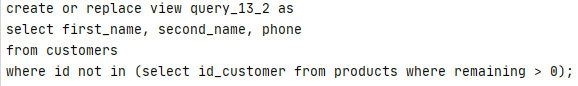 create or replace view query_13_2 as
select first_name, second_name, phone
from customers
where id not in (select id_customer from products where remaining > 0);